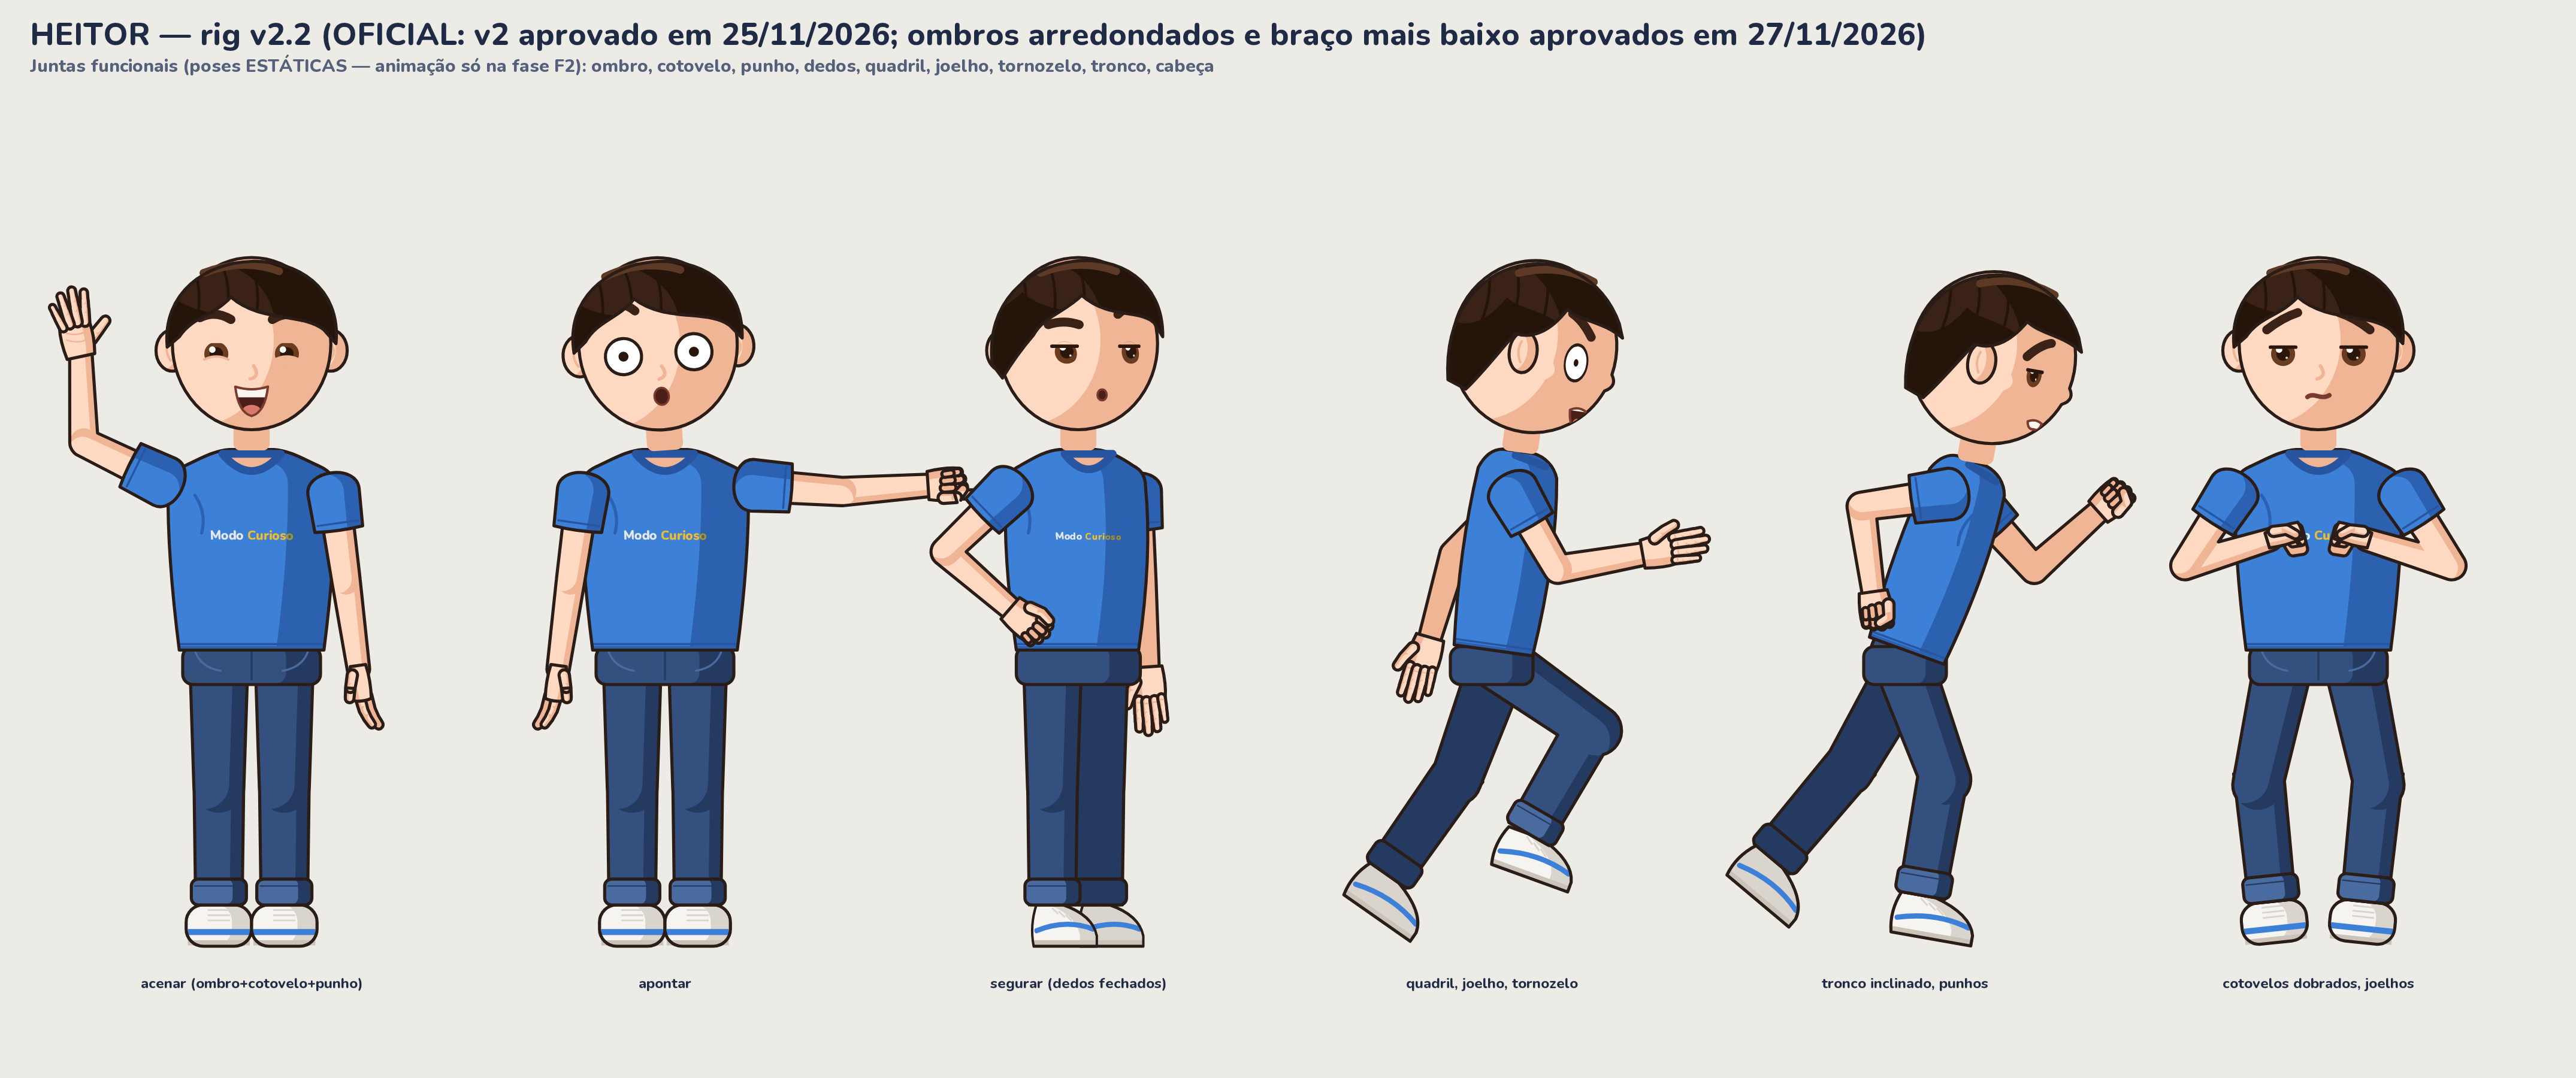 HEITOR — rig v2.2 (OFICIAL: v2 aprovado em 25/11/2026; ombros arredondados e braço mais baixo aprovados em 27/11/2026)
Juntas funcionais (poses ESTÁTICAS — animação só na fase F2): ombro, cotovelo, punho, dedos, quadril, joelho, tornozelo, tronco, cabeça
Modo Curioso
Modo Curioso
Modo Curioso
Cu
acenar (ombro+cotovelo+punho)
apontar
segurar (dedos fechados)
quadril, joelho, tornozelo
tronco inclinado, punhos
cotovelos dobrados, joelhos